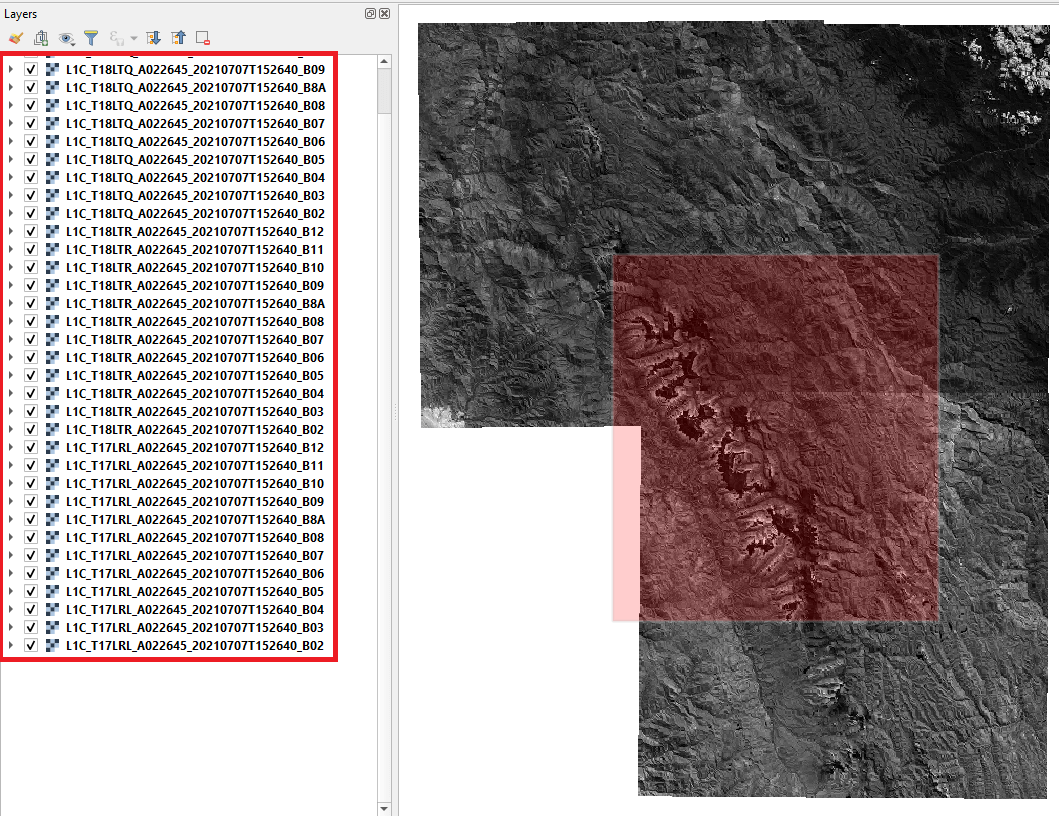 Layers
L1C_T18LTQ_A022645_20210707T152640_B09
L1C_T18LTQ_A022645_20210707T152640_B8A
L1C_T18LTQ_A022645_20210707T152640_B08
L1C_T18LTQ_A022645_20210707T152640_B07
L1C_T18LTQ_A022645_20210707T152640_B06
L1C_T18LTQ_A022645_20210707T152640_B05
L1C_T18LTQ_A022645_20210707T152640_B04
L1C_T18LTQ_A022645_20210707T152640_B03
L1C_T18LTQ_A022645_20210707T152640_B02
L1C_T18LTR_A022645_20210707T152640_B12
L1C_T18LTR_A022645_20210707T152640_B11
L1C_T18LTR_A022645_20210707T152640_B10
L1C_T18LTR_A022645_20210707T152640_B09
L1C_T18LTR_A022645_20210707T152640_B8A
L1C_T18LTR_A022645_20210707T152640_B08
L1C_T18LTR_A022645_20210707T152640_B07
L1C_T18LTR_A022645_20210707T152640_B06
L1C_T18LTR_A022645_20210707T152640_B05
L1C_T18LTR_A022645_20210707T152640_B04
L1C_T18LTR_A022645_20210707T152640_B03
L1C_T18LTR_A022645_20210707T152640_B02
L1C_T17LRL_A022645_20210707T152640_B12
L1C_T17LRL_A022645_20210707T152640_B11
L1C_T17LRL_A022645_20210707T152640_B10
L1C_T17LRL_A022645_20210707T152640_B09
L1C_T17LRL_A022645_20210707T152640_B8A
L1C_T17LRL_A022645_20210707T152640_B08
L1C_T17LRL_A022645_20210707T152640_B07
L1C_T17LRL_A022645_20210707T152640_B06
L1C_T17LRL_A022645_20210707T152640_B05
L1C_T17LRL_A022645_20210707T152640_B04
L1C_T17LRL_A022645_20210707T152640_B03
L1C_T17LRL_A022645_20210707T152640_B02